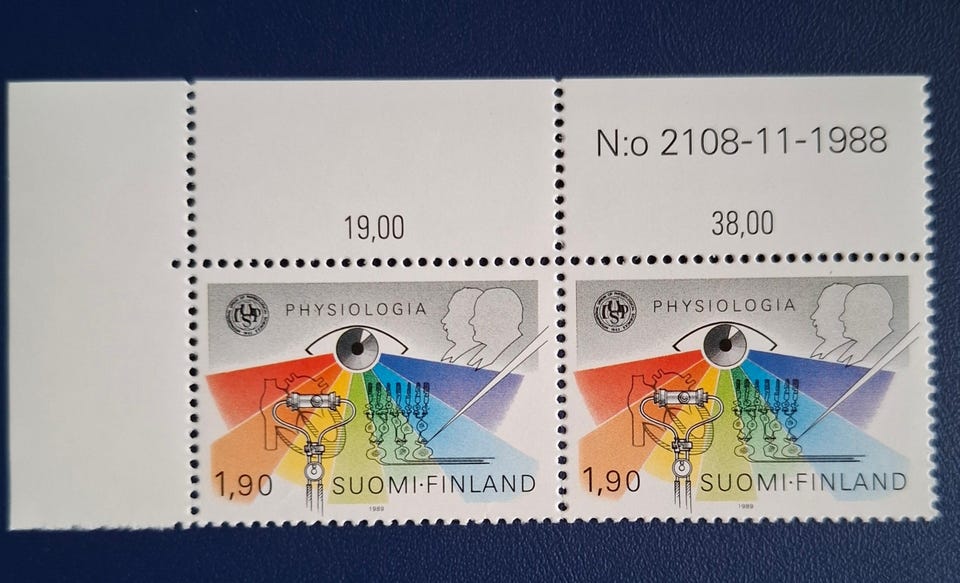 N:o 2108-11-1988
19,00
38,00
PHYSIOLOGIA
1,90
SUOMI·FINLAND
1989
PHYSIOLOGIA
1,90
SUOMI·FINLAND
1989